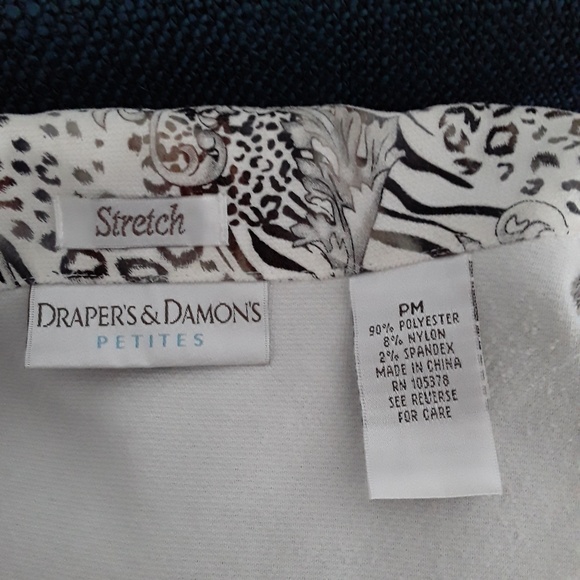 Stretch
DRAPER'S & DAMON'S
PETITES
PM
90% POLYESTER
8% NYLON
2% SPANDEX
MADE IN CHINA
RN 105378
SEE REVERSE
FOR CARE